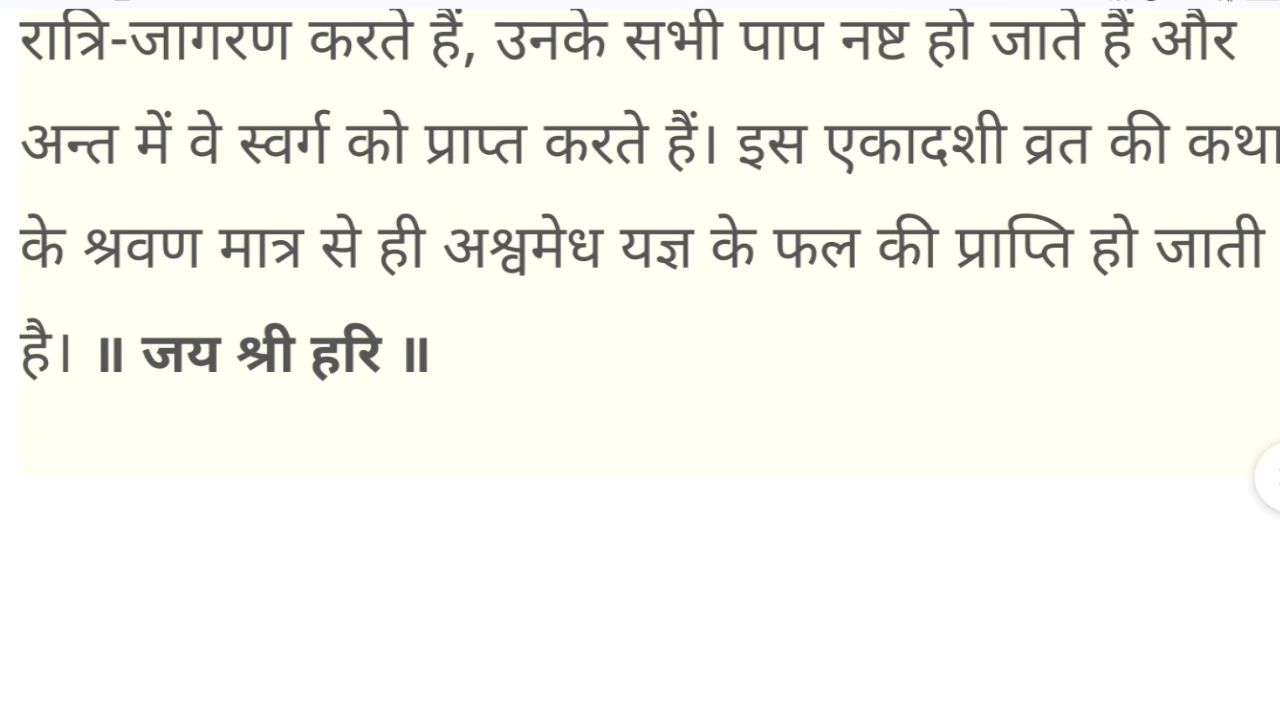 रात्रि-जागरण करते हैं, उनके सभी पाप नष्ट हो जाते हैं और
अन्त में वे स्वर्ग को प्राप्त करते हैं। इस एकादशी व्रत की कथा
के श्रवण मात्र से ही अश्वमेध यज्ञ के फल की प्राप्ति हो जाती
है। ॥ जय श्री हरि ॥